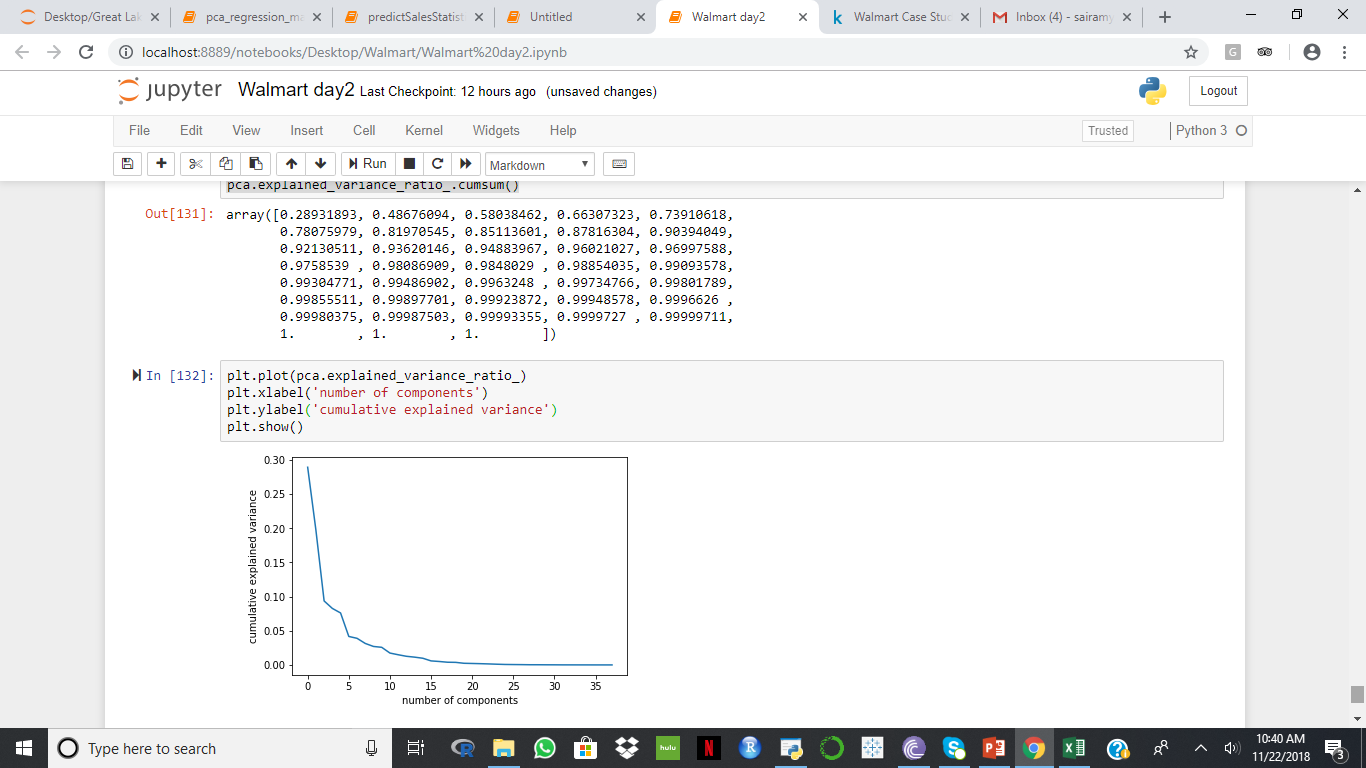 Desktop/Great Lak
pca_regression_ma
predictSalesStatist
Untitled
Walmart day2
Walmart Case Stud
Inbox (4) - sairamy
localhost:8889/notebooks/Desktop/Walmart/Walmart%20day2.ipynb
jupyter Walmart day2 Last Checkpoint: 12 hours ago (unsaved changes)
Logout
File Edit View Insert Cell Kernel Widgets Help
Trusted
Python 3
Run
Markdown
pca.explained_variance_ratio_.cumsum()
Out[131]: array([0.28931893, 0.48676094, 0.58038462, 0.66307323, 0.73910618,
0.78075979, 0.81970545, 0.85113601, 0.87816304, 0.90394049,
0.92130511, 0.93620146, 0.94883967, 0.96021027, 0.96997588,
0.9758539 , 0.98086909, 0.9848029 , 0.98854035, 0.99093578,
0.99304771, 0.99486902, 0.9963248 , 0.99734766, 0.99801789,
0.99855511, 0.99897701, 0.99923872, 0.99948578, 0.9996626 ,
0.99980375, 0.99987503, 0.99993355, 0.9999727 , 0.99999711,
1. , 1. , 1. ])
In [132]: plt.plot(pca.explained_variance_ratio_)
plt.xlabel('number of components')
plt.ylabel('cumulative explained variance')
plt.show()
0.30
0.25
0.20
0.15
0.10
0.05
0.00
cumulative explained variance
0 5 10 15 20 25 30 35
number of components
Type here to search
hulu
10:40 AM
11/22/2018
3